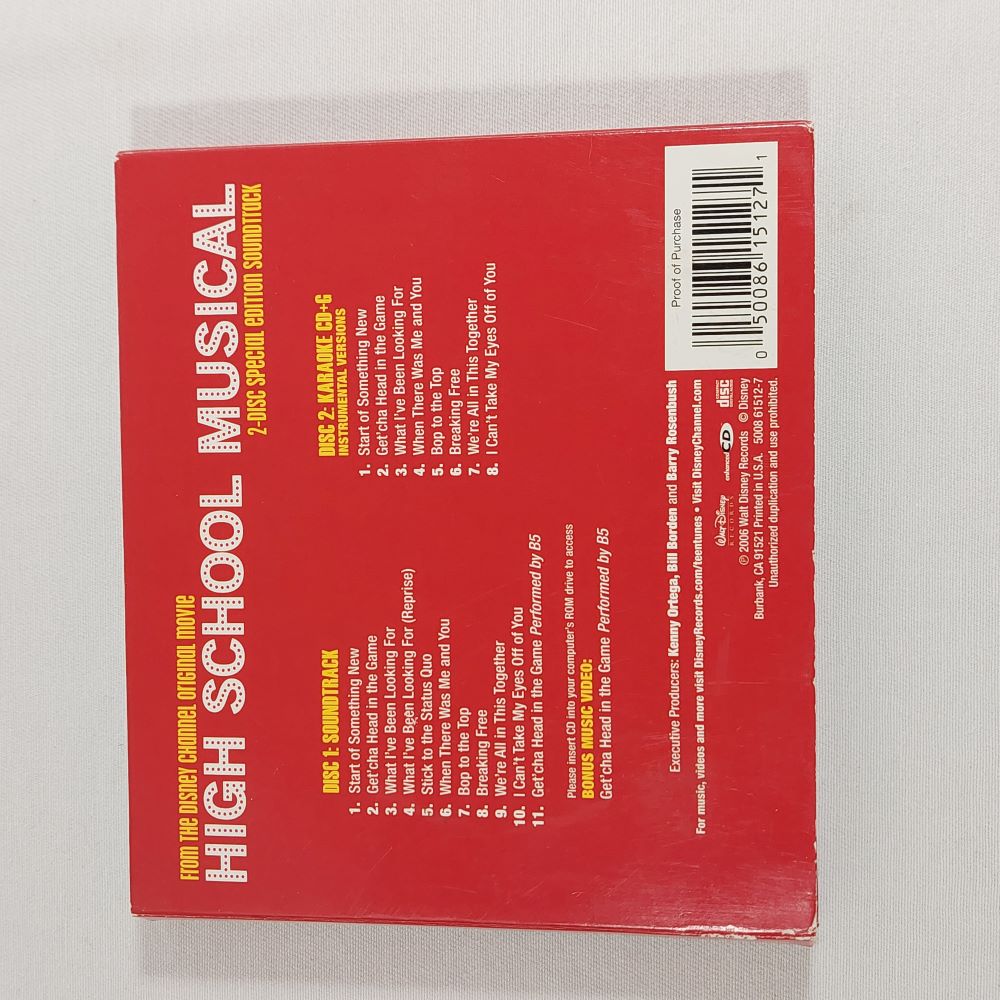 From the Disney Channel original movie
HIGH SCHOOL MUSICAL
2-Disc Special Edition Soundtrack
DISC 1: SOUNDTRACK
1. Start of Something New
2. Get'cha Head in the Game
3. What I've Been Looking For
4. What I've Been Looking For (Reprise)
5. Stick to the Status Quo
6. When There Was Me and You
7. Bop to the Top
8. Breaking Free
9. We're All in This Together
10. I Can't Take My Eyes Off of You
11. Get'cha Head in the Game Performed by B5
Please insert CD into your computer's ROM drive to access
BONUS MUSIC VIDEO:
Get'cha Head in the Game Performed by B5
DISC 2: KARAOKE CD+G
INSTRUMENTAL VERSIONS
1. Start of Something New
2. Get'cha Head in the Game
3. What I've Been Looking For
4. When There Was Me and You
5. Bop to the Top
6. Breaking Free
7. We're All in This Together
8. I Can't Take My Eyes Off of You
Executive Producers: Kenny Ortega, Bill Borden and Barry Rosenbush
For music, videos and more visit DisneyRecords.com/teentunes • Visit DisneyChannel.com
Walt Disney
RECORDS
enhanced CD
disc
℗ 2006 Walt Disney Records © Disney
Burbank, CA 91521 Printed in U.S.A. 5008 61512-7
Unauthorized duplication and use prohibited.
Proof of Purchase
0 50086 15127 1